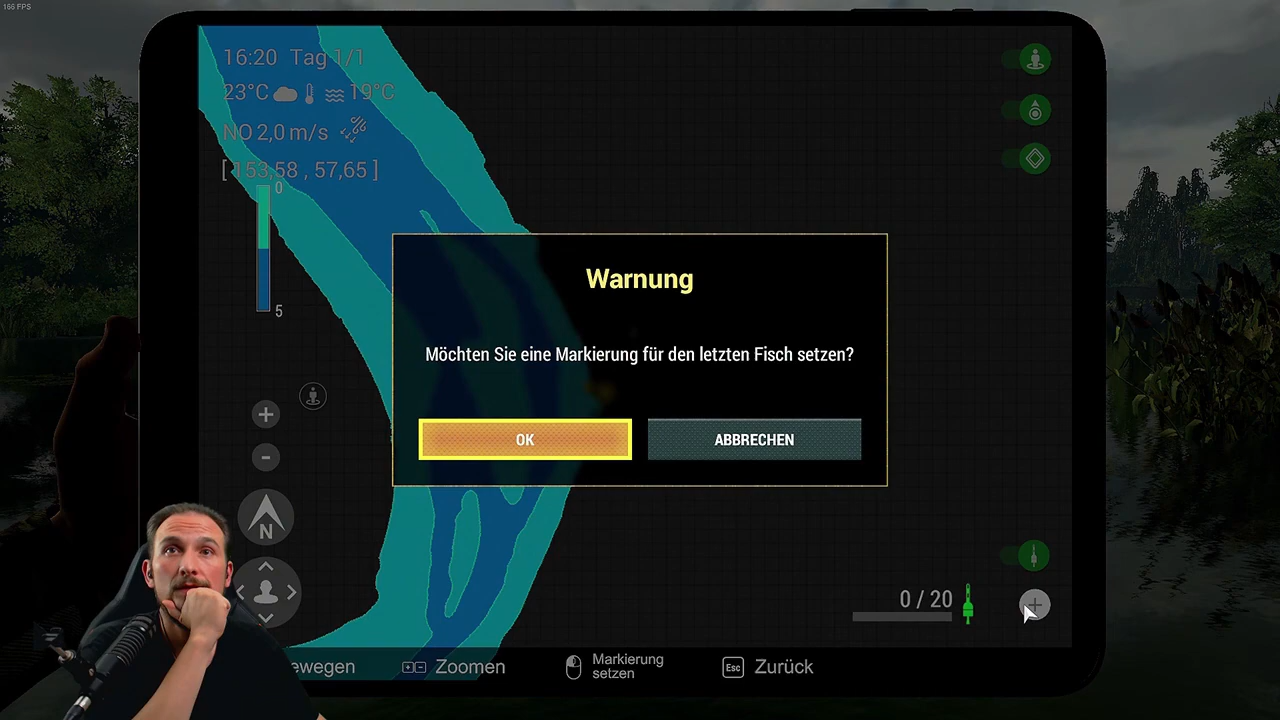 166 FPS
16:20 Tag 1/1
23°C 19°C
NO 2,0 m/s
[ 153,58 , 57,65 ]
0
5
Warnung
Möchten Sie eine Markierung für den letzten Fisch setzen?
OK
ABBRECHEN
+
-
N
0 / 20
ewegen
Zoomen
Markierung
setzen
Esc
Zurück